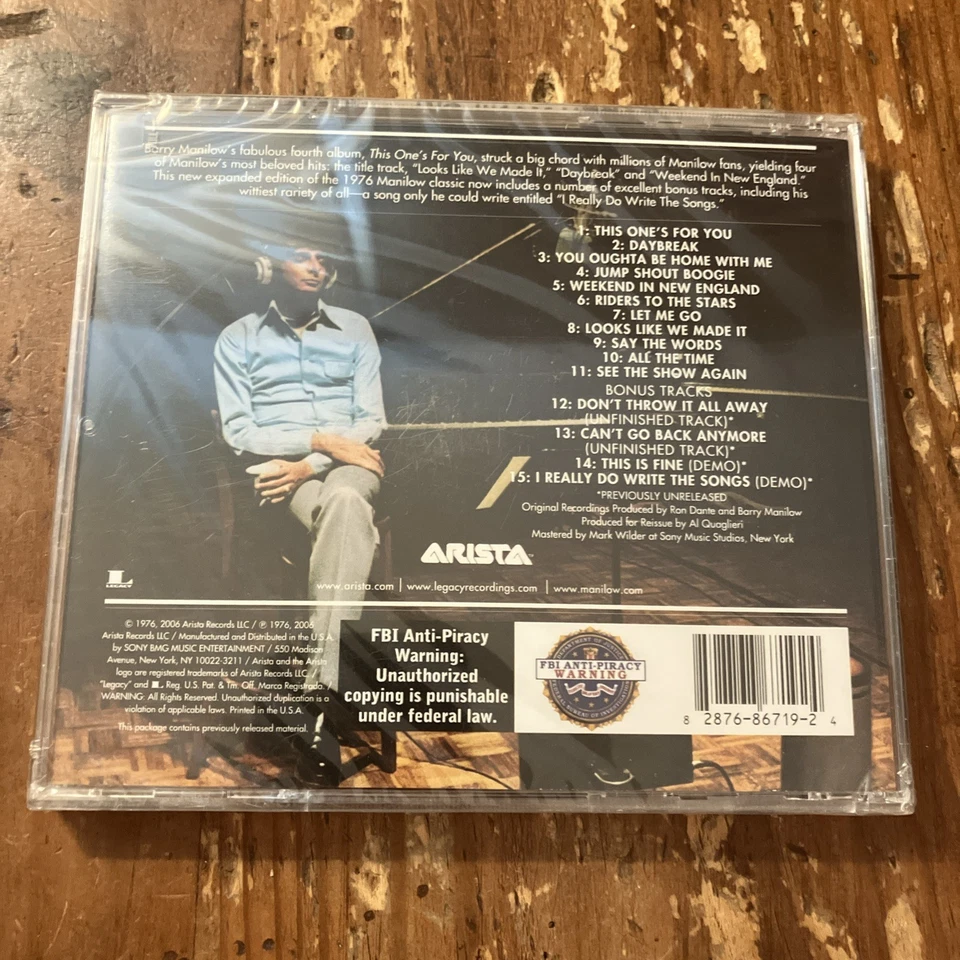 Barry Manilow's fabulous fourth album, This One's For You, struck a big chord with millions of Manilow fans, yielding four
of Manilow's most beloved hits: the title track, "Looks Like We Made It," "Daybreak" and "Weekend In New England."
This new expanded edition of the 1976 Manilow classic now includes a number of excellent bonus tracks, including his
wittiest rariety of all—a song only he could write entitled "I Really Do Write The Songs."
1: THIS ONE'S FOR YOU
2: DAYBREAK
3: YOU OUGHTA BE HOME WITH ME
4: JUMP SHOUT BOOGIE
5: WEEKEND IN NEW ENGLAND
6: RIDERS TO THE STARS
7: LET ME GO
8: LOOKS LIKE WE MADE IT
9: SAY THE WORDS
10: ALL THE TIME
11: SEE THE SHOW AGAIN
BONUS TRACKS
12: DON'T THROW IT ALL AWAY
(UNFINISHED TRACK)*
13: CAN'T GO BACK ANYMORE
(UNFINISHED TRACK)*
14: THIS IS FINE (DEMO)*
15: I REALLY DO WRITE THE SONGS (DEMO)*
*PREVIOUSLY UNRELEASED
Original Recordings Produced by Ron Dante and Barry Manilow
Produced for Reissue by Al Quaglieri
Mastered by Mark Wilder at Sony Music Studios, New York
ARISTA™
L
LEGACY
www.arista.com | www.legacyrecordings.com | www.manilow.com
© 1976, 2006 Arista Records LLC / ℗ 1976, 2006
Arista Records LLC / Manufactured and Distributed in the U.S.A.
by SONY BMG MUSIC ENTERTAINMENT / 550 Madison
Avenue, New York, NY 10022-3211 / Arista and the Arista
logo are registered trademarks of Arista Records LLC /
"Legacy" and L Reg. U.S. Pat. & Tm. Off. Marca Registrada.
WARNING: All Rights Reserved. Unauthorized duplication is a
violation of applicable laws. Printed in the U.S.A.
This package contains previously released material.
FBI Anti-Piracy
Warning:
Unauthorized
copying is punishable
under federal law.
DEPARTMENT OF JUSTICE
FBI ANTI-PIRACY
WARNING
FEDERAL BUREAU OF INVESTIGATION
8 2876-86719-2 4